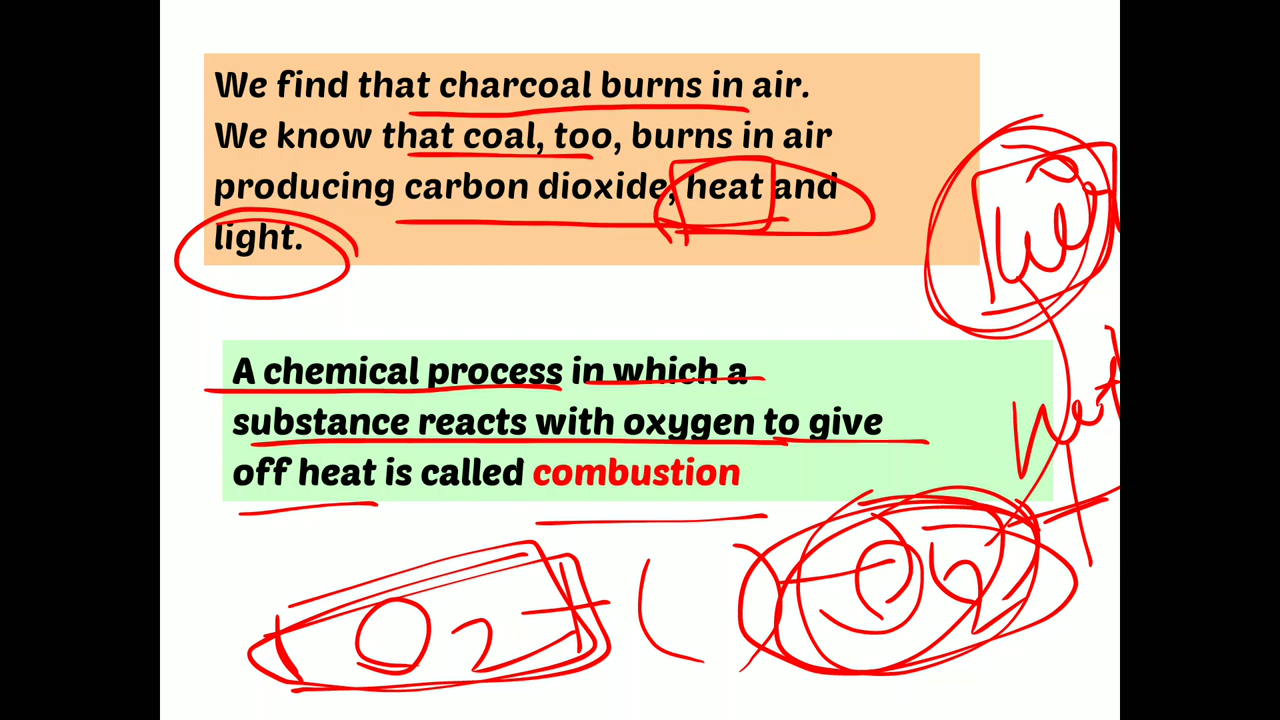 We find that charcoal burns in air.
We know that coal, too, burns in air
producing carbon dioxide, heat and
light.
A chemical process in which a
substance reacts with oxygen to give
off heat is called combustion
O2